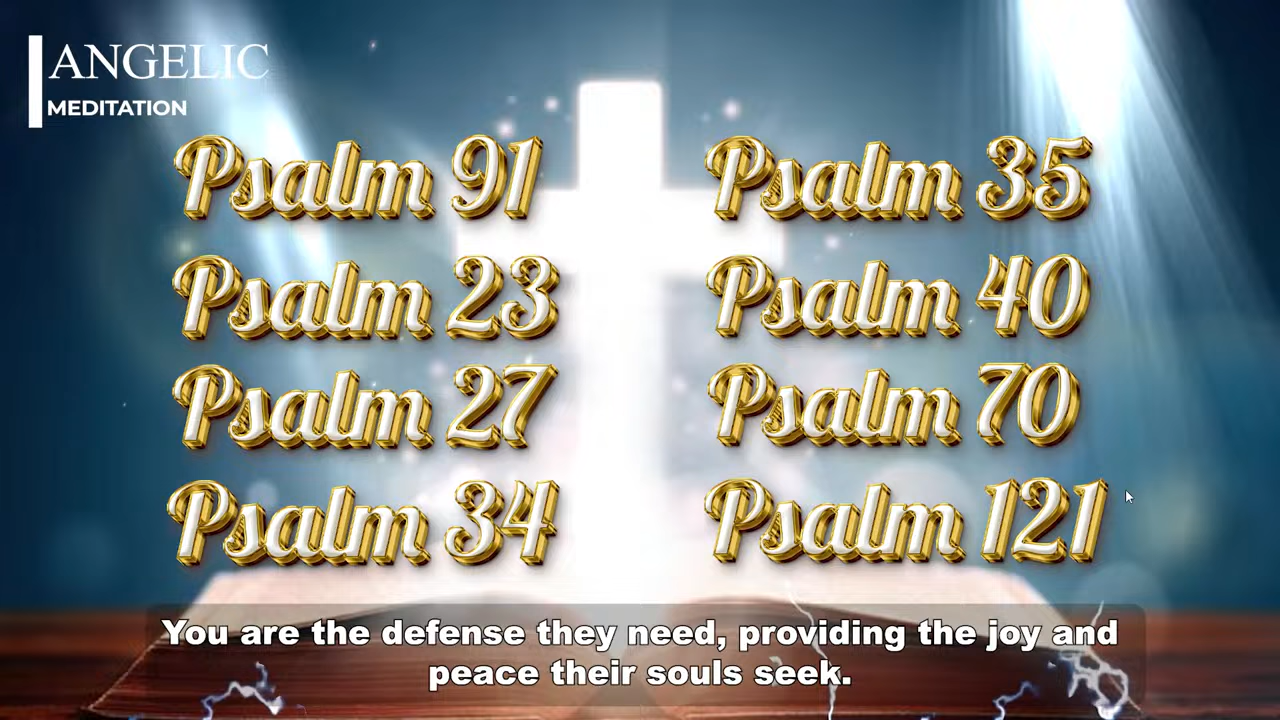 ANGELIC
MEDITATION
Psalm 91
Psalm 23
Psalm 27
Psalm 34
Psalm 35
Psalm 40
Psalm 70
Psalm 121
You are the defense they need, providing the joy and
peace their souls seek.